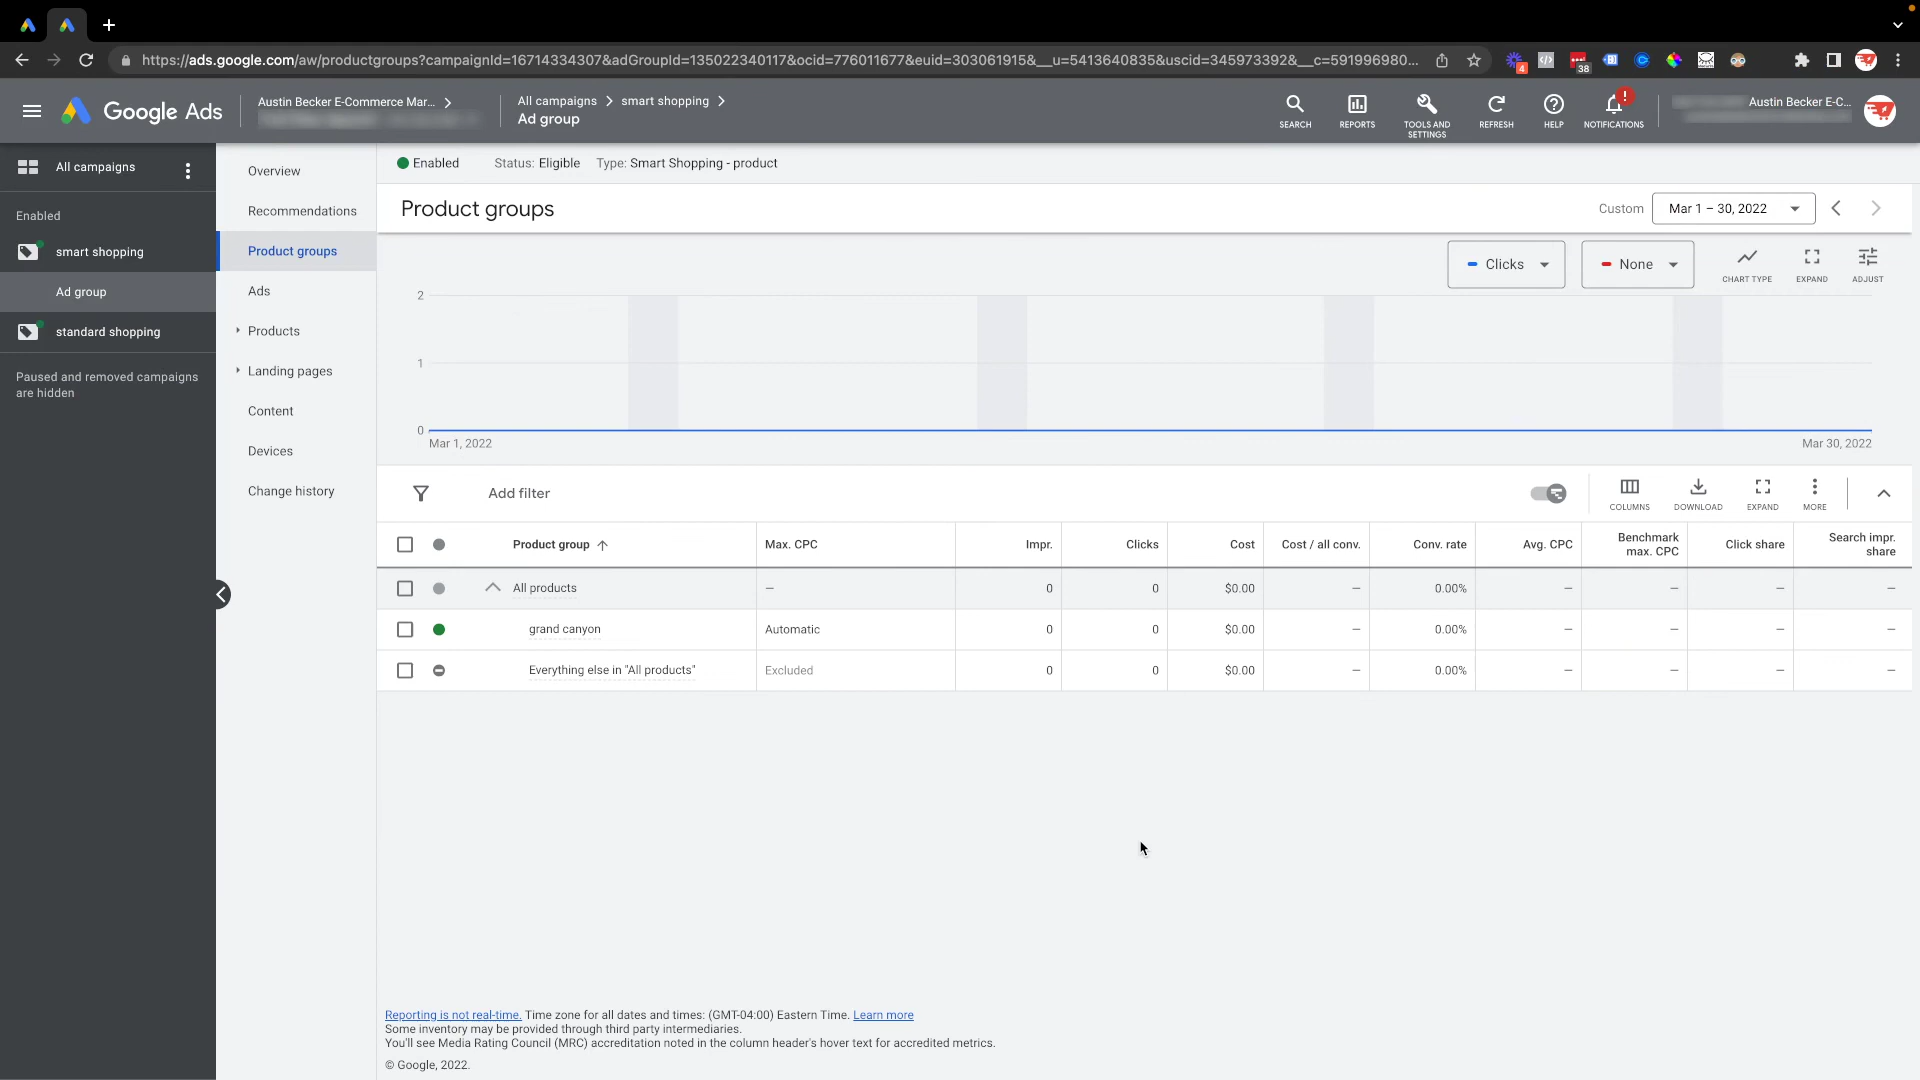 https://ads.google.com/aw/productgroups?campaignId=16714334307&adGroupId=135022340117&ocid=776011677&euid=303061915&__u=5413640835&uscid=345973392&__c=591996980...
4
38
Google Ads
Austin Becker E-Commerce Mar...
All campaigns
smart shopping
Ad group
SEARCH
REPORTS
TOOLS AND SETTINGS
REFRESH
HELP
!
NOTIFICATIONS
Austin Becker E-C...
All campaigns
Enabled
smart shopping
Ad group
standard shopping
Paused and removed campaigns
are hidden
Overview
Recommendations
Product groups
Ads
Products
Landing pages
Content
Devices
Change history
Enabled Status: Eligible Type: Smart Shopping - product
Product groups
Custom Mar 1 – 30, 2022
Clicks
None
CHART TYPE
EXPAND
ADJUST
2
1
0
Mar 1, 2022
Mar 30, 2022
Add filter
COLUMNS
DOWNLOAD
EXPAND
MORE
Product group Max. CPC Impr. Clicks Cost Cost / all conv. Conv. rate Avg. CPC Benchmark max. CPC Click share Search impr. share
All products – 0 0 $0.00 – 0.00% – – – –
grand canyon Automatic 0 0 $0.00 – 0.00% – – – –
Everything else in "All products" Excluded 0 0 $0.00 – 0.00% – – – –
Reporting is not real-time. Time zone for all dates and times: (GMT-04:00) Eastern Time. Learn more
Some inventory may be provided through third party intermediaries.
You'll see Media Rating Council (MRC) accreditation noted in the column header's hover text for accredited metrics.
© Google, 2022.